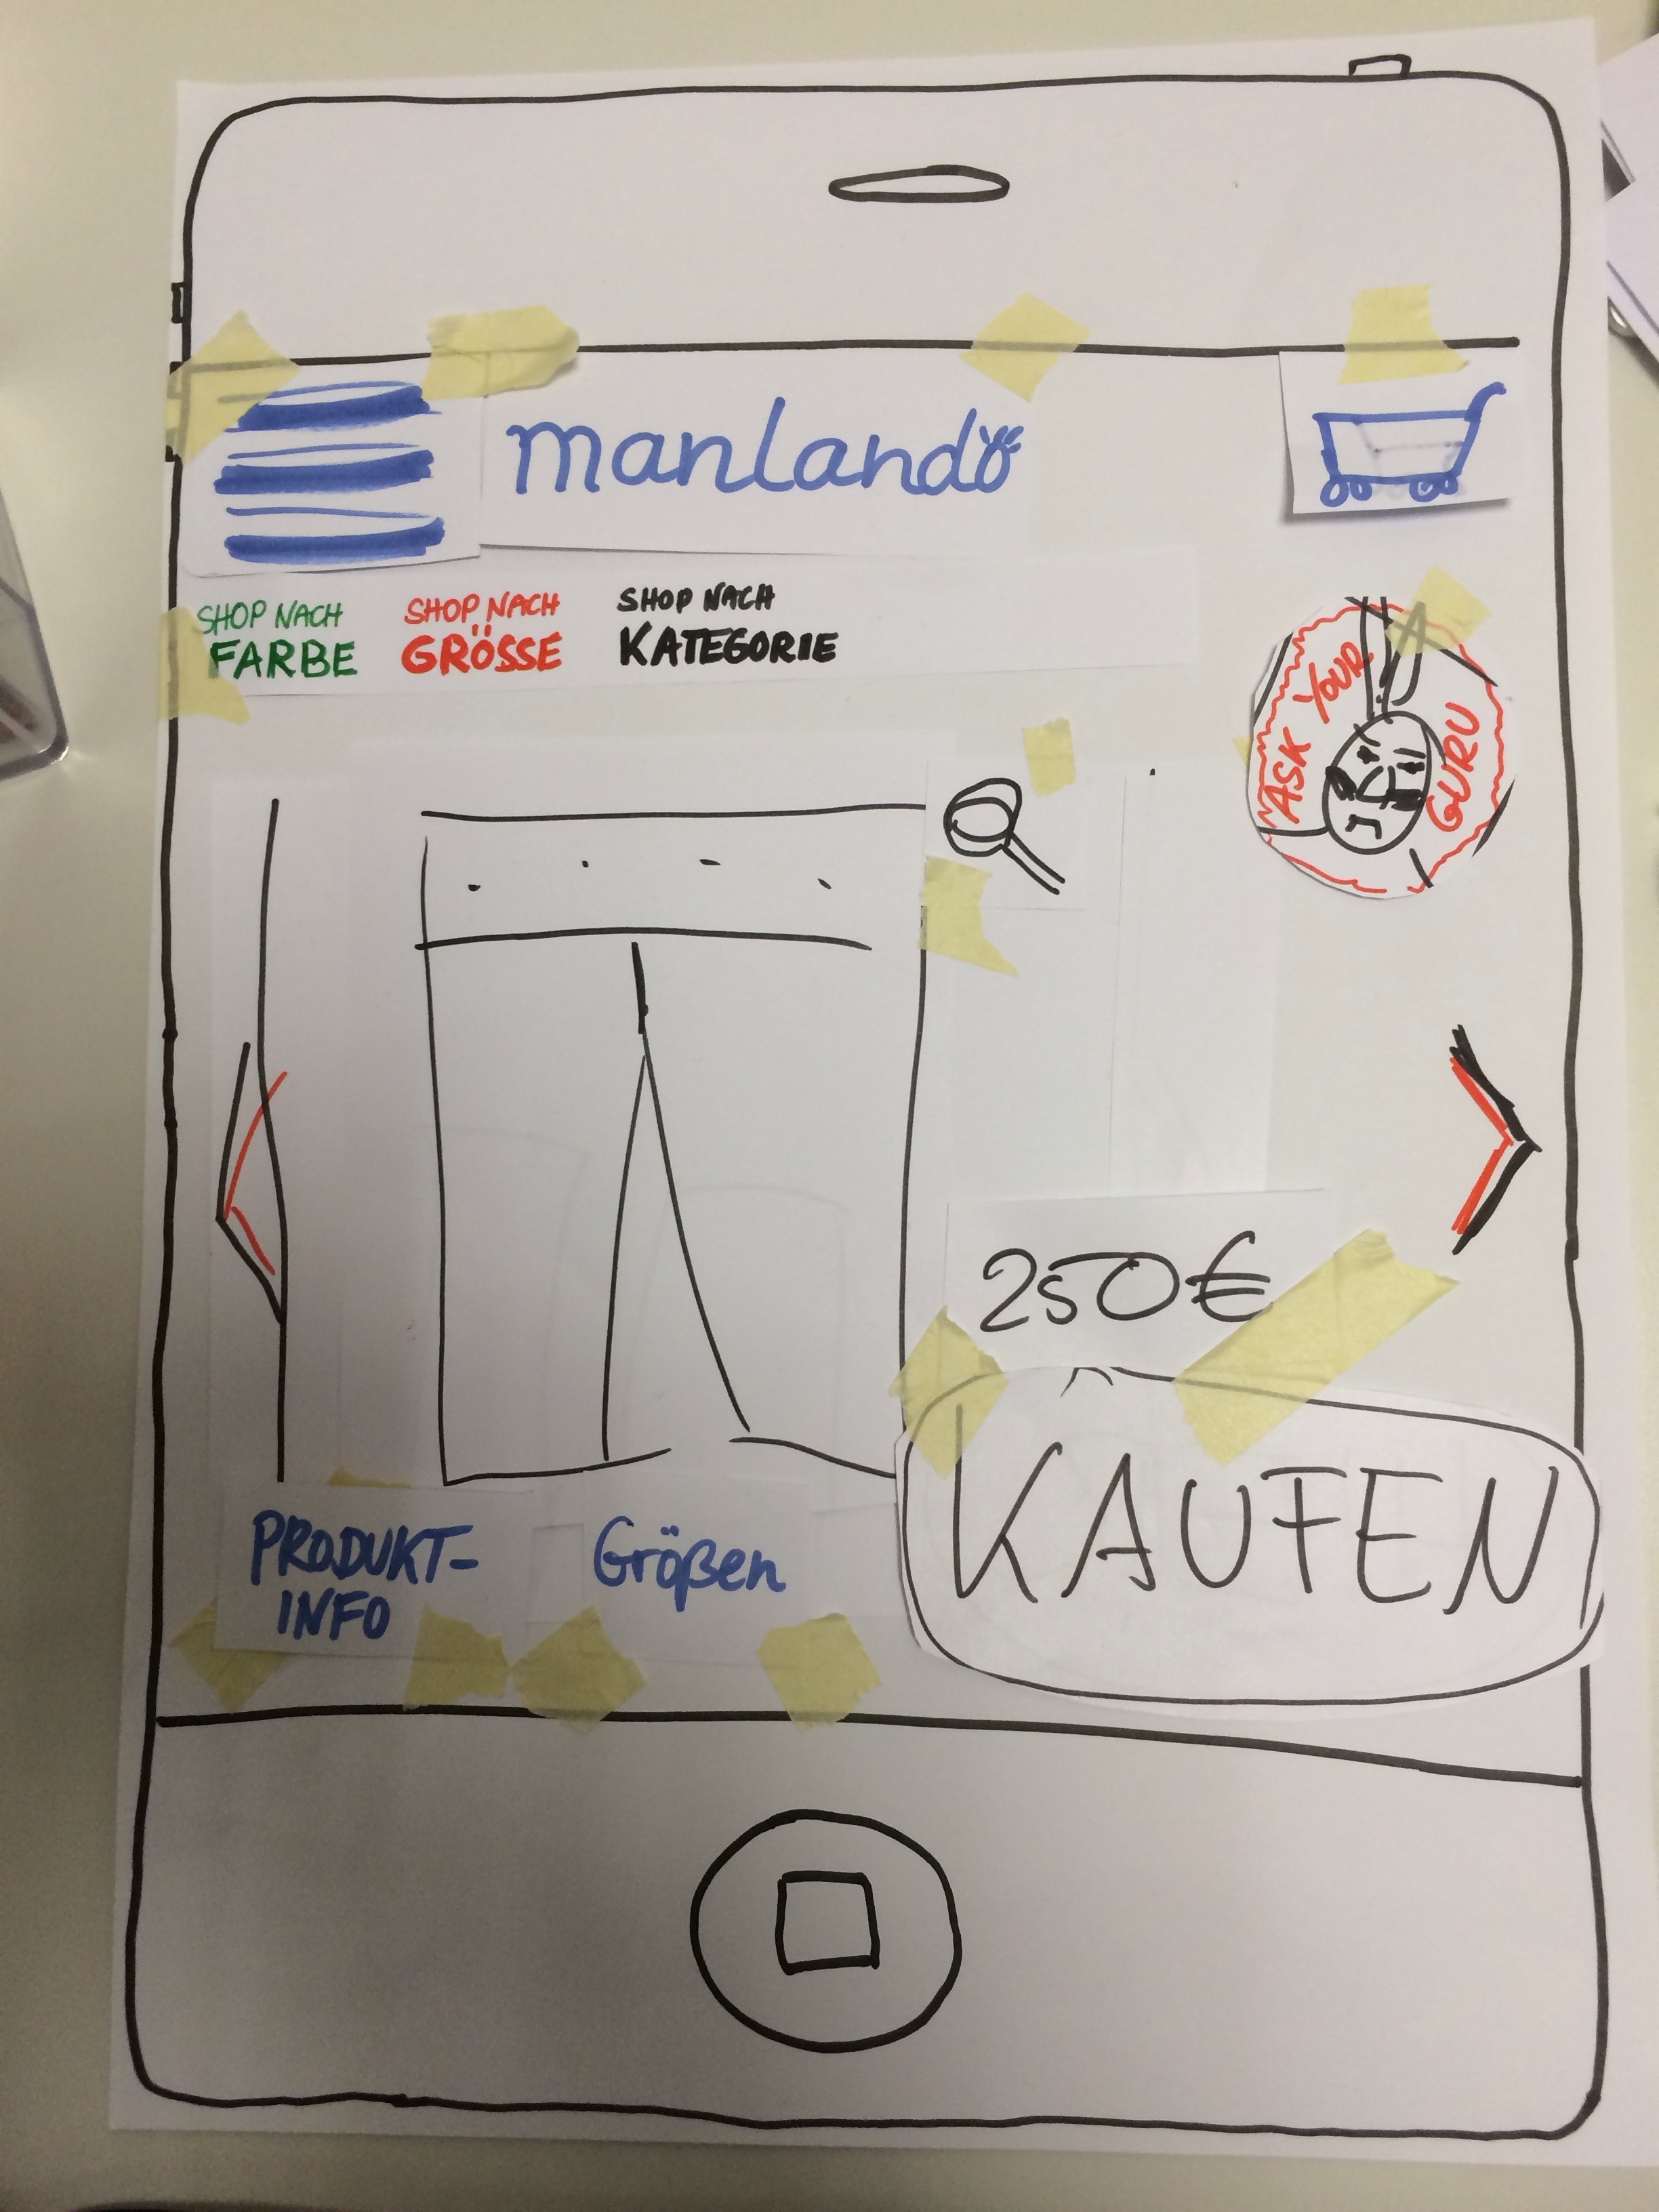 manlando
SHOP NACH
FARBE
SHOP NACH
GRÖSSE
SHOP NACH
KATEGORIE
ASK YOUR
GURU
250€
KAUFEN
PRODUKT-
INFO
Größen